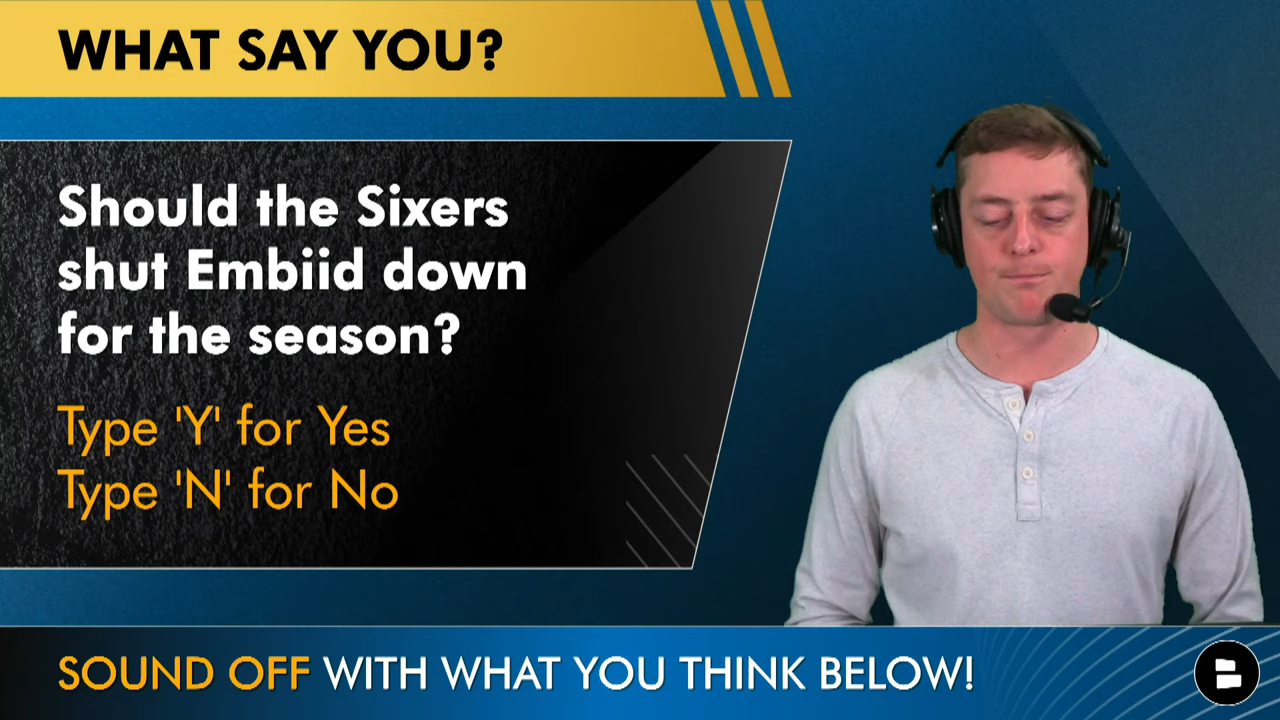 WHAT SAY YOU?
Should the Sixers
shut Embiid down
for the season?
Type 'Y' for Yes
Type 'N' for No
SOUND OFF WITH WHAT YOU THINK BELOW!